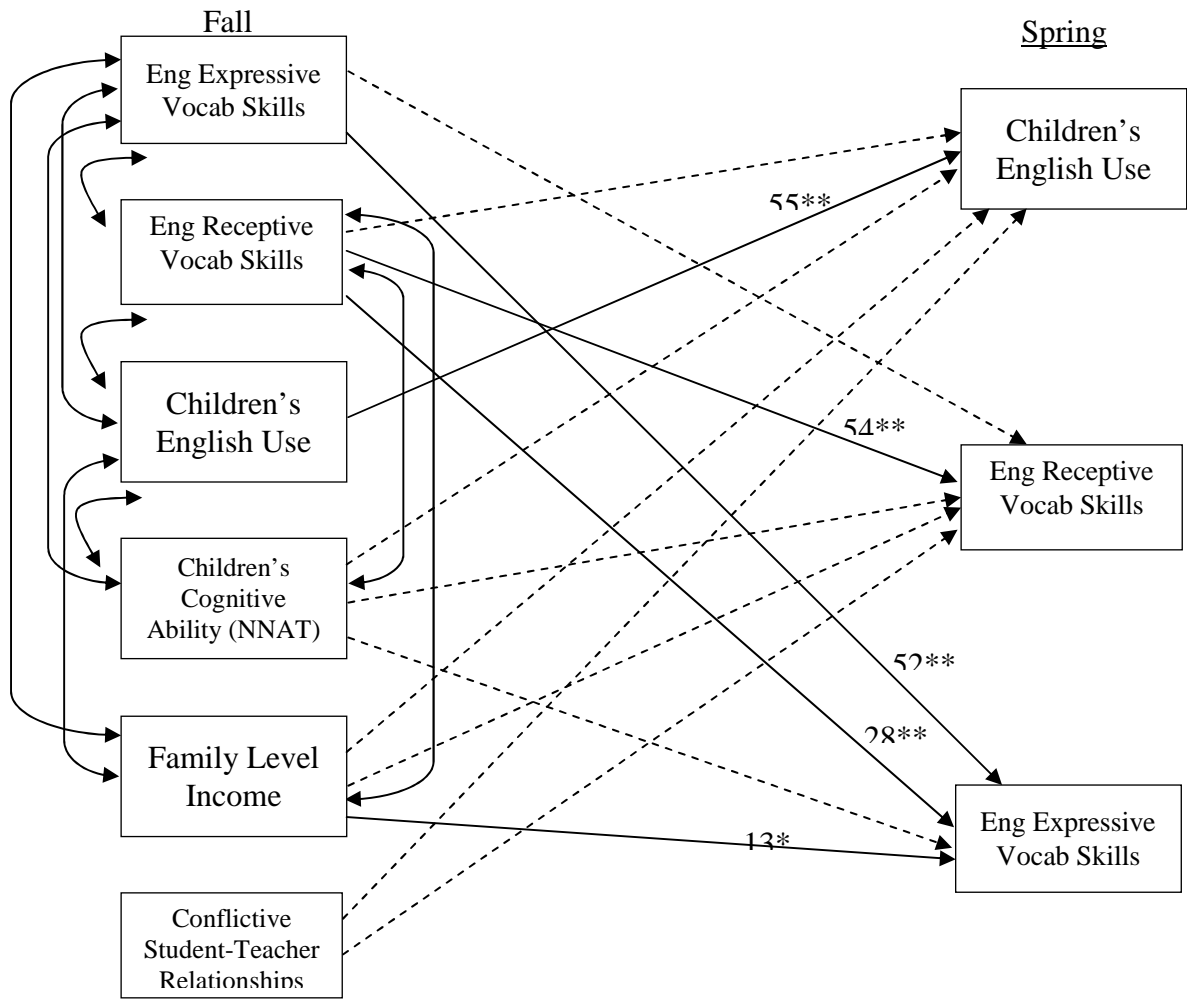 Fall
Eng Expressive
Vocab Skills
Eng Receptive
Vocab Skills
Children’s
English Use
Children’s
Cognitive
Ability (NNAT)
Family Level
Income
Conflictive
Student-Teacher
Relationships
55**
54**
52**
28**
13*
Spring
Children’s
English Use
Eng Receptive
Vocab Skills
Eng Expressive
Vocab Skills